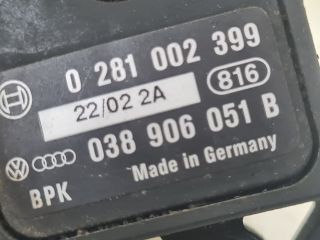 0 281 002 399
22/02 2A
816
038 906 051 B
Made in Germany
BPK